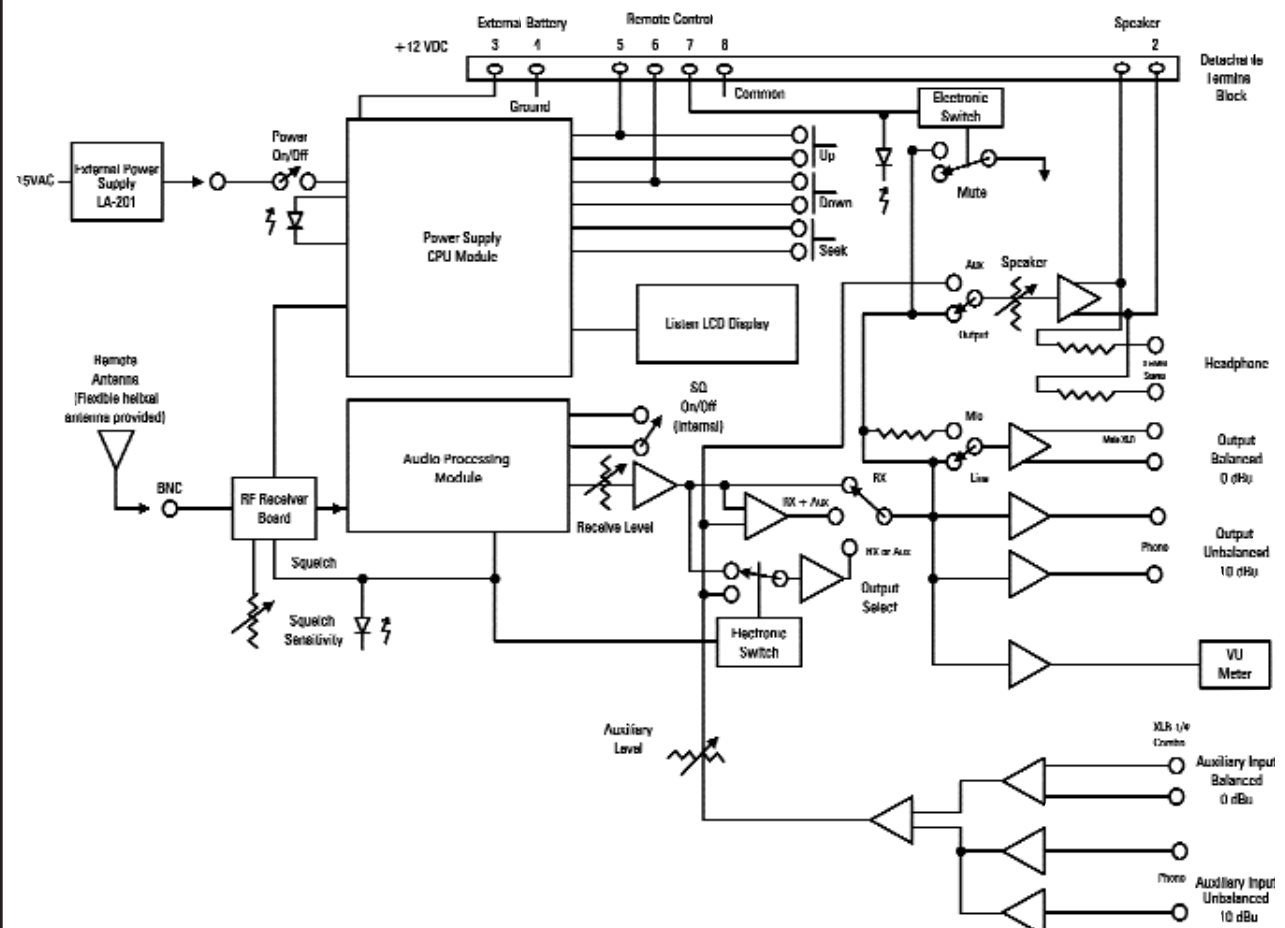 External Battery
Remote Control
Speaker
+12 VDC
3
4
5
6
7
8
2
Block
Ground
Common
Electronic
Switch
Mute
Power
On/Off
External Power
Supply
LA-201
Power Supply
CPU Module
Up
Down
Seek
Listen LCD Display
Aux
Speaker
Output
Headphone
Remote
Antenna
(Flexible helical
antenna provided)
BNC
RF Receiver
Board
Audio Processing
Module
SQ
On/Off
(Internal)
Receive Level
RX
RX + Aux
RX or Aux
Output
Select
Mic
Line
Male XLR
Output
Balanced
0 dBu
Phono
Output
Unbalanced
10 dBu
Squelch
Squelch
Sensitivity
Electronic
Switch
VU
Meter
Auxiliary
Level
Auxiliary Input
Balanced
0 dBu
Phono
Auxiliary Input
Unbalanced
10 dBu